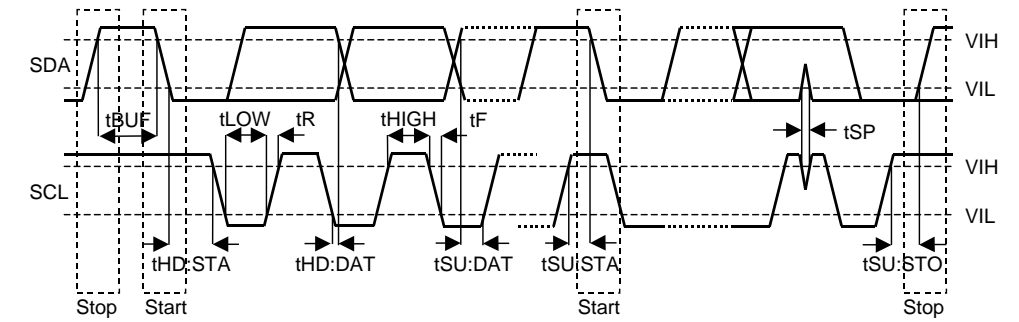 VIH
SDA
VIL
tBUF
tLOW
tR
tHIGH
tF
tSP
VIH
SCL
VIL
tHD:STA
tHD:DAT
tSU:DAT
tSU:STA
tSU:STO
Stop
Start
Start
Stop